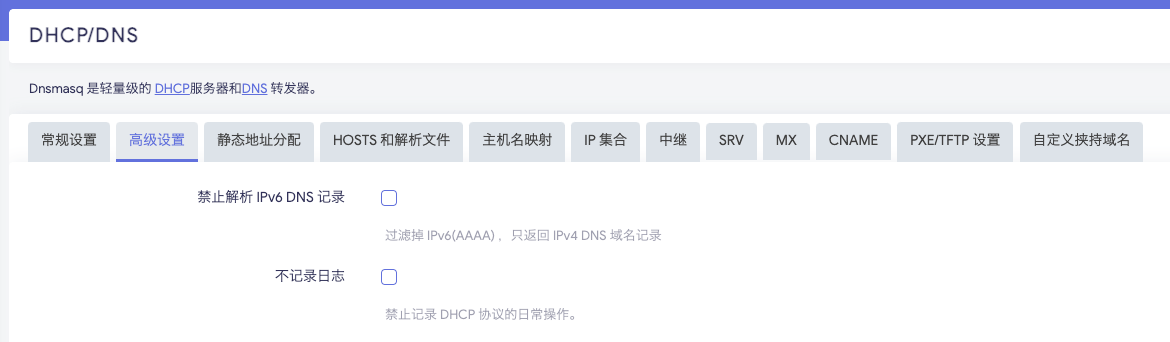 DHCP/DNS
Dnsmasq 是轻量级的 DHCP服务器和DNS 转发器。
常规设置 高级设置 静态地址分配 HOSTS 和解析文件 主机名映射 IP 集合 中继 SRV MX CNAME PXE/TFTP 设置 自定义挟持域名
禁止解析 IPv6 DNS 记录
过滤掉 IPv6(AAAA) ，只返回 IPv4 DNS 域名记录
不记录日志
禁止记录 DHCP 协议的日常操作。